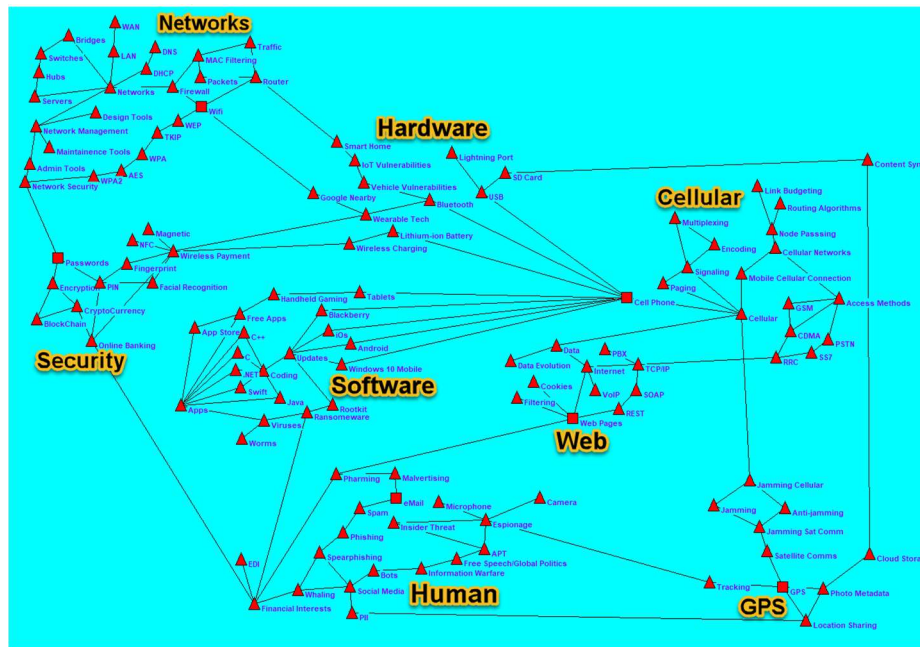 WAN
Networks
Bridges
Traffic
Switches
LAN
DNS
MAC Filtering
Hubs
DHCP
Packets
Router
Servers
Networks
Firewall
Wifi
Design Tools
WEP
Network Management
TKIP
Hardware
Maintainence Tools
WPA
Smart Home
Lightning Port
Admin Tools
AES
IoT Vulnerabilities
SD Card
Content Syn
Network Security
WPA2
Vehicle Vulnerabilities
Google Nearby
Bluetooth
USB
Cellular
Link Budgeting
Wearable Tech
Multiplexing
Routing Algorithms
Magnetic
Lithium-ion Battery
Node Passsing
NFC
Wireless Payment
Wireless Charging
Encoding
Cellular Networks
Passwords
Fingerprint
Signaling
Mobile Cellular Connection
Encryption
PIN
Facial Recognition
Paging
BlockChain
CryptoCurrency
Handheld Gaming
Tablets
Cell Phone
GSM
Access Methods
App Store
Free Apps
Blackberry
Cellular
Online Banking
C++
iOs
CDMA
PSTN
Security
C
Updates
Android
Data
PBX
RRC
SS7
.NET
Coding
Windows 10 Mobile
Data Evolution
Internet
TCP/IP
Software
Swift
Cookies
VoIP
SOAP
Apps
Java
Rootkit
Filtering
Viruses
Ransomeware
Web Pages
REST
Worms
Web
Pharming
Malvertising
Jamming Cellular
eMail
Microphone
Camera
Spam
Jamming
Anti-jamming
Insider Threat
Espionage
Phishing
Jamming Sat Comm
Spearphishing
APT
Satellite Comms
Cloud Stora
EDI
Free Speech/Global Politics
Bots
Information Warfare
Whaling
Social Media
Human
Tracking
GPS
Photo Metadata
Financial Interests
PII
GPS
Location Sharing